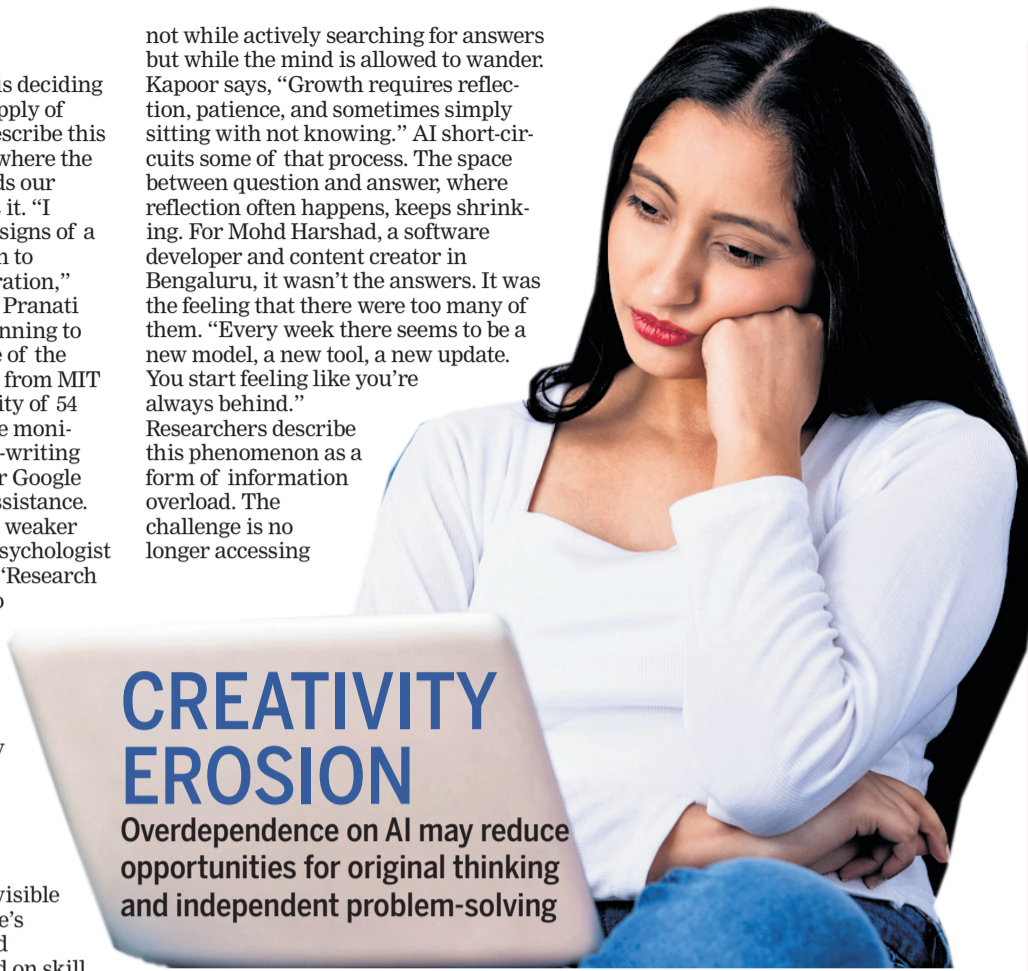 is deciding
pply of
escribe this
where the
ds our
s it. “I
signs of a
n to
ration,”
Pranati
nning to
e of the
from MIT
ity of 54
e moni-
-writing
r Google
ssistance.
weaker
sychologist
‘Research
o
y
visible
e’s
d
d on skill
not while actively searching for answers
but while the mind is allowed to wander.
Kapoor says, “Growth requires reflec-
tion, patience, and sometimes simply
sitting with not knowing.” AI short-cir-
cuits some of that process. The space
between question and answer, where
reflection often happens, keeps shrink-
ing. For Mohd Harshad, a software
developer and content creator in
Bengaluru, it wasn’t the answers. It was
the feeling that there were too many of
them. “Every week there seems to be a
new model, a new tool, a new update.
You start feeling like you’re
always behind.”
Researchers describe
this phenomenon as a
form of information
overload. The
challenge is no
longer accessing
CREATIVITY
EROSION
Overdependence on AI may reduce
opportunities for original thinking
and independent problem-solving